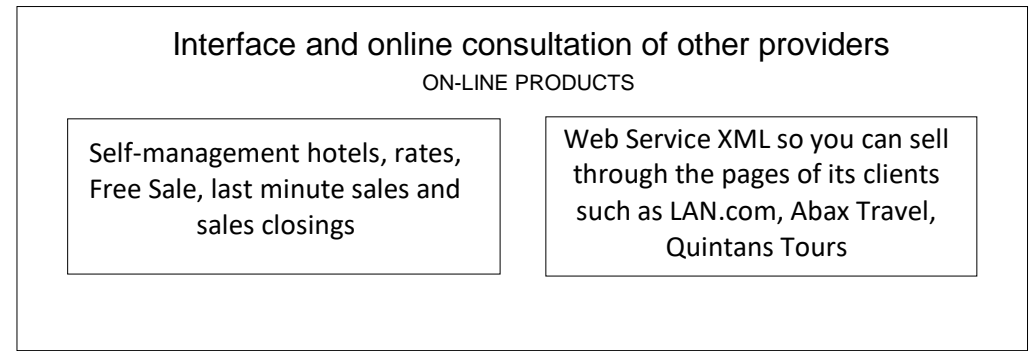 Interface and online consultation of other providers
ON-LINE PRODUCTS
Self-management hotels, rates,
Free Sale, last minute sales and
sales closings
Web Service XML so you can sell
through the pages of its clients
such as LAN.com, Abax Travel,
Quintans Tours